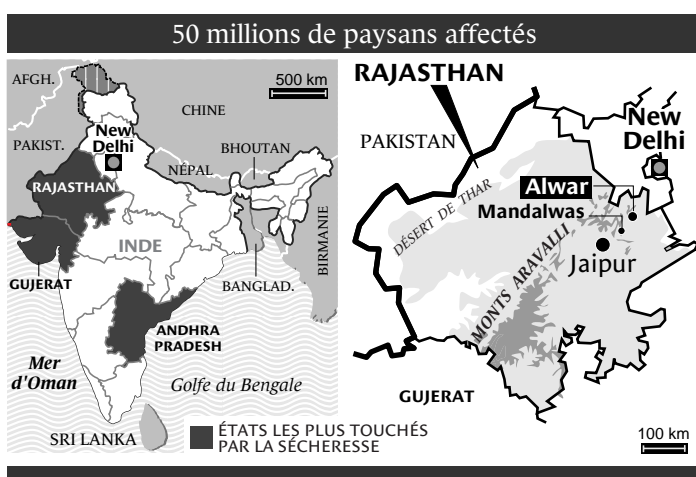 50 millions de paysans affectés
AFGH.
500 km
CHINE
PAKIST.
New
Delhi
NÉPAL
BHOUTAN
RAJASTHAN
INDE
BIRMANIE
GUJERAT
BANGLAD.
ANDHRA
PRADESH
Mer
d'Oman
Golfe du Bengale
SRI LANKA
ÉTATS LES PLUS TOUCHÉS
PAR LA SÉCHERESSE
RAJASTHAN
PAKISTAN
New
Delhi
DÉSERT DE THAR
Alwar
Mandalwas
Jaipur
MONTS ARAVALLI
GUJERAT
100 km